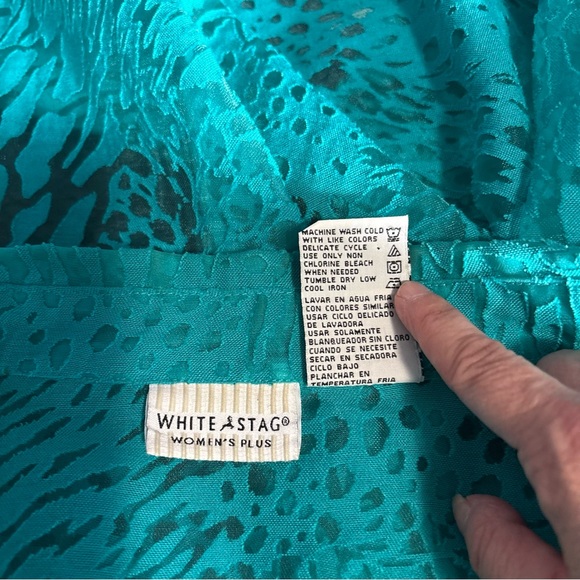 MACHINE WASH COLD
WITH LIKE COLORS
DELICATE CYCLE
USE ONLY NON
CHLORINE BLEACH
WHEN NEEDED
TUMBLE DRY LOW
COOL IRON
LAVAR EN AGUA FRIA
CON COLORES SIMILAR
USAR CICLO DELICADO
DE LAVADORA
USAR SOLAMENTE
BLANQUEADOR SIN CLORO
CUANDO SE NECESITE
SECAR EN SECADORA
CICLO BAJO
PLANCHAR EN
TEMPERATURA FRIA
WHITE STAG®
WOMEN'S PLUS